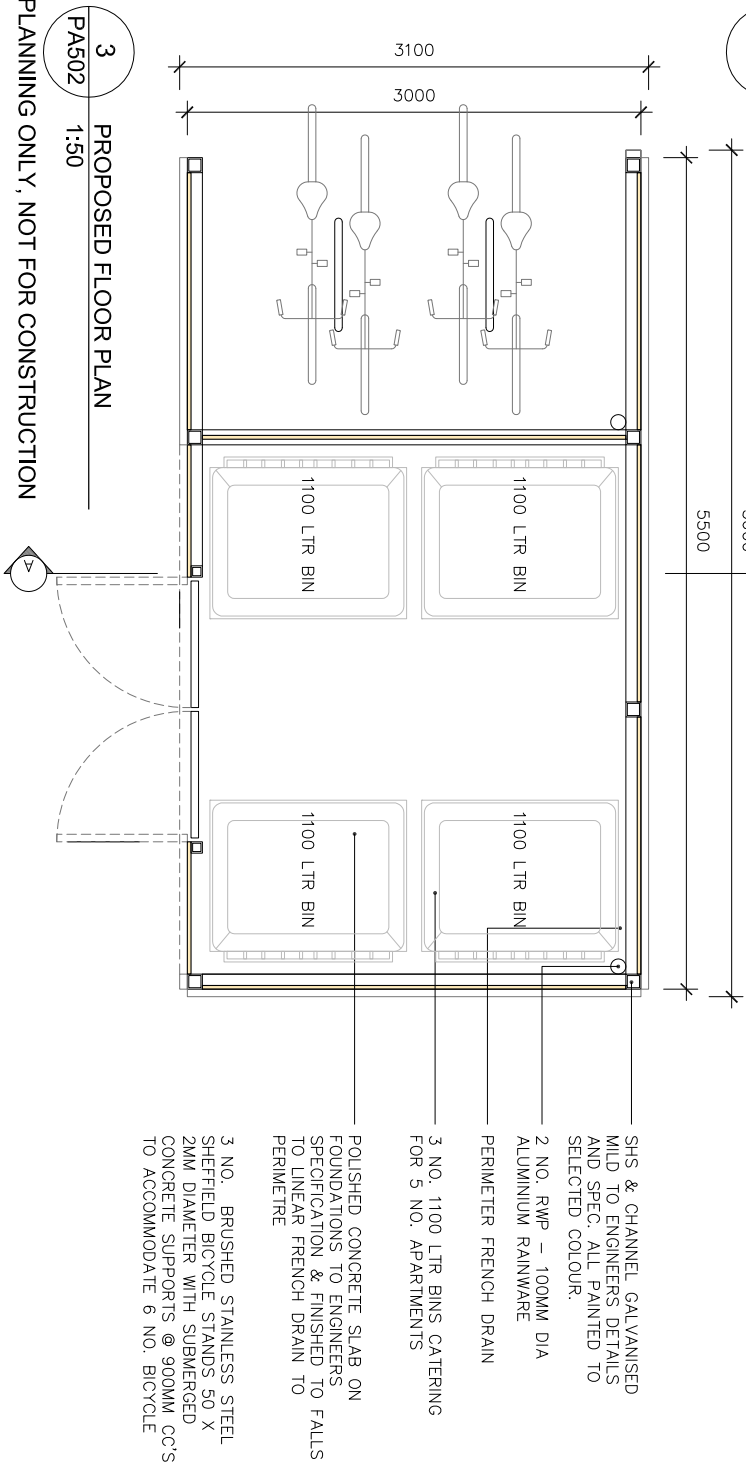 3100
3000
5500
1100 LTR BIN
1100 LTR BIN
1100 LTR BIN
1100 LTR BIN
SHS & CHANNEL GALVANISED
MILD TO ENGINEERS DETAILS
AND SPEC. ALL PAINTED TO
SELECTED COLOUR.
2 NO. RWP – 100MM DIA
ALUMINIUM RAINWARE
PERIMETER FRENCH DRAIN
3 NO. 1100 LTR BINS CATERING
FOR 5 NO. APARTMENTS
POLISHED CONCRETE SLAB ON
FOUNDATIONS TO ENGINEERS
SPECIFICATION & FINISHED TO FALLS
TO LINEAR FRENCH DRAIN TO
PERIMETRE
3 NO. BRUSHED STAINLESS STEEL
SHEFFIELD BICYCLE STANDS 50 X
2MM DIAMETER WITH SUBMERGED
CONCRETE SUPPORTS @ 900MM CC'S
TO ACCOMMODATE 6 NO. BICYCLE
A
3
PA502
PROPOSED FLOOR PLAN
1:50
PLANNING ONLY, NOT FOR CONSTRUCTION